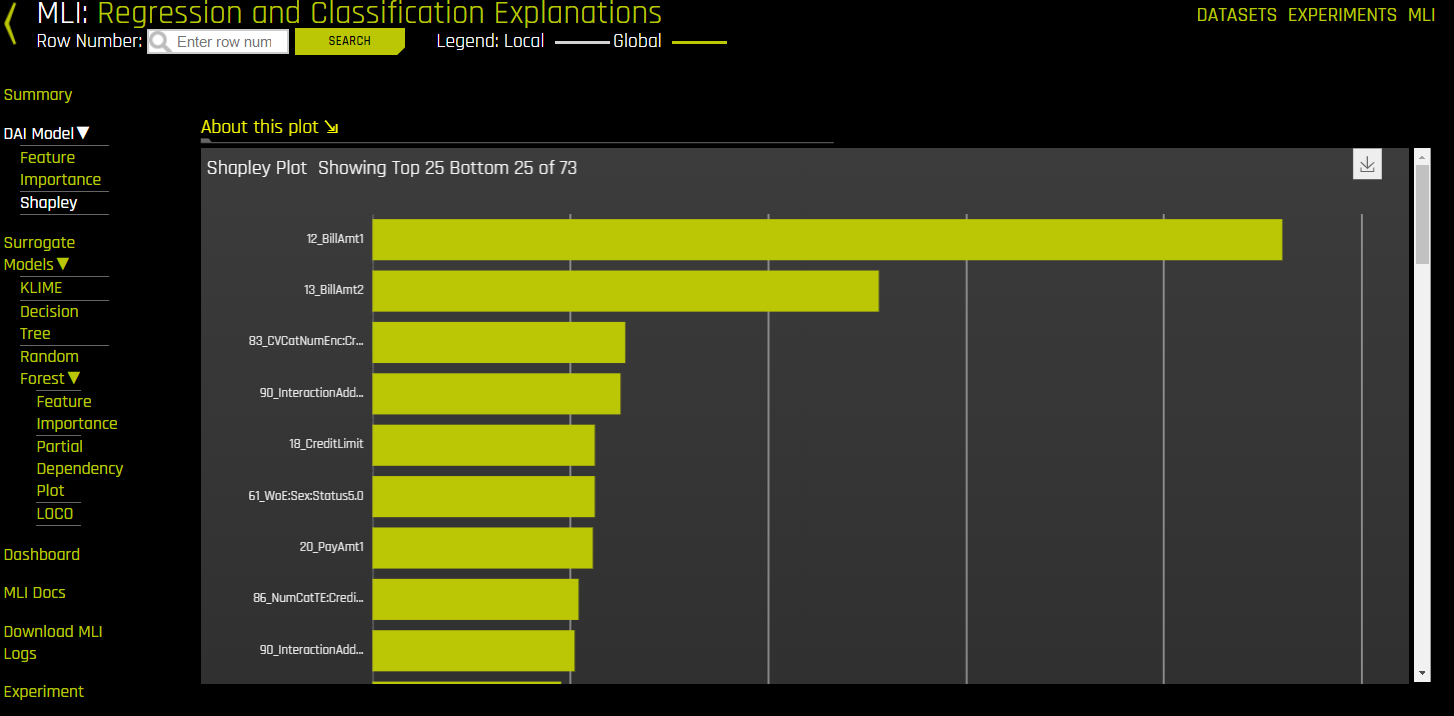 MLI: Regression and Classification Explanations
DATASETS EXPERIMENTS MLI
Row Number: Enter row num SEARCH Legend: Local Global
Summary
DAI Model▼
Feature
Importance
Shapley
Surrogate
Models▼
KLIME
Decision
Tree
Random
Forest▼
Feature
Importance
Partial
Dependency
Plot
LOCO
Dashboard
MLI Docs
Download MLI
Logs
Experiment
About this plot ⇲
Shapley Plot Showing Top 25 Bottom 25 of 73
12_BillAmt1
13_BillAmt2
83_CVCatNumEnc:Cr...
90_InteractionAdd...
18_CreditLimit
61_WoE:Sex:Status5.0
20_PayAmt1
86_NumCatTE:Credi...
90_InteractionAdd...